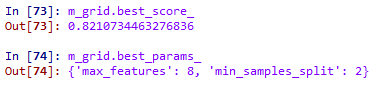 In [73]: m_grid.best_score_
Out[73]: 0.8210734463276836
In [74]: m_grid.best_params_
Out[74]: {'max_features': 8, 'min_samples_split': 2}